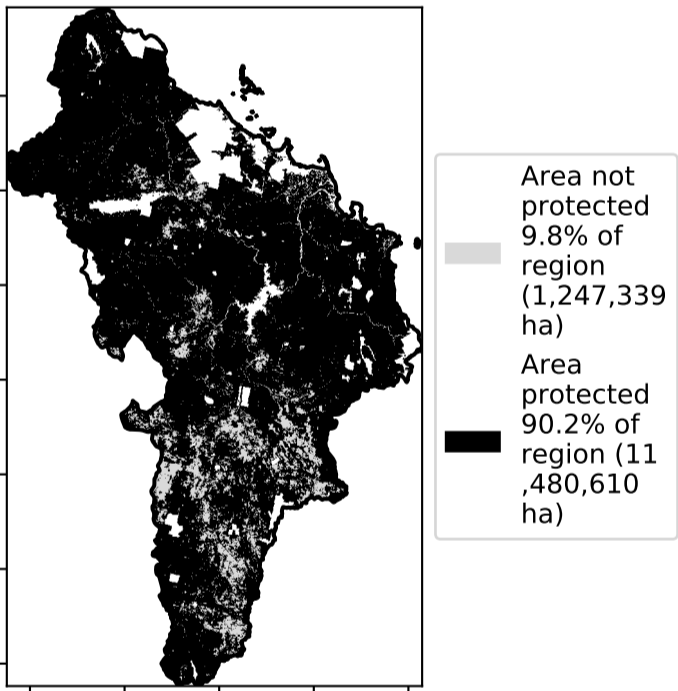 Area not
protected
9.8% of
region
(1,247,339
ha)
Area
protected
90.2% of
region (11
,480,610
ha)